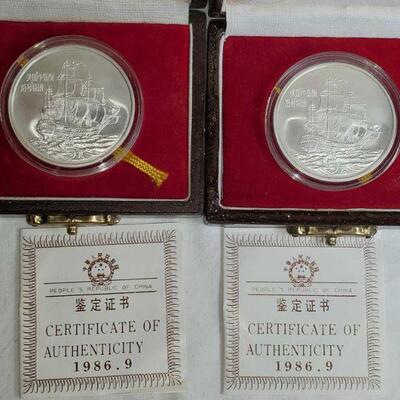 PEOPLE'S REPUBLIC OF CHINA
鉴定证书
CERTIFICATE OF
AUTHENTICITY
1986.9
PEOPLE'S REPUBLIC OF CHINA
鉴定证书
CERTIFICATE OF
AUTHENTICITY
1986.9